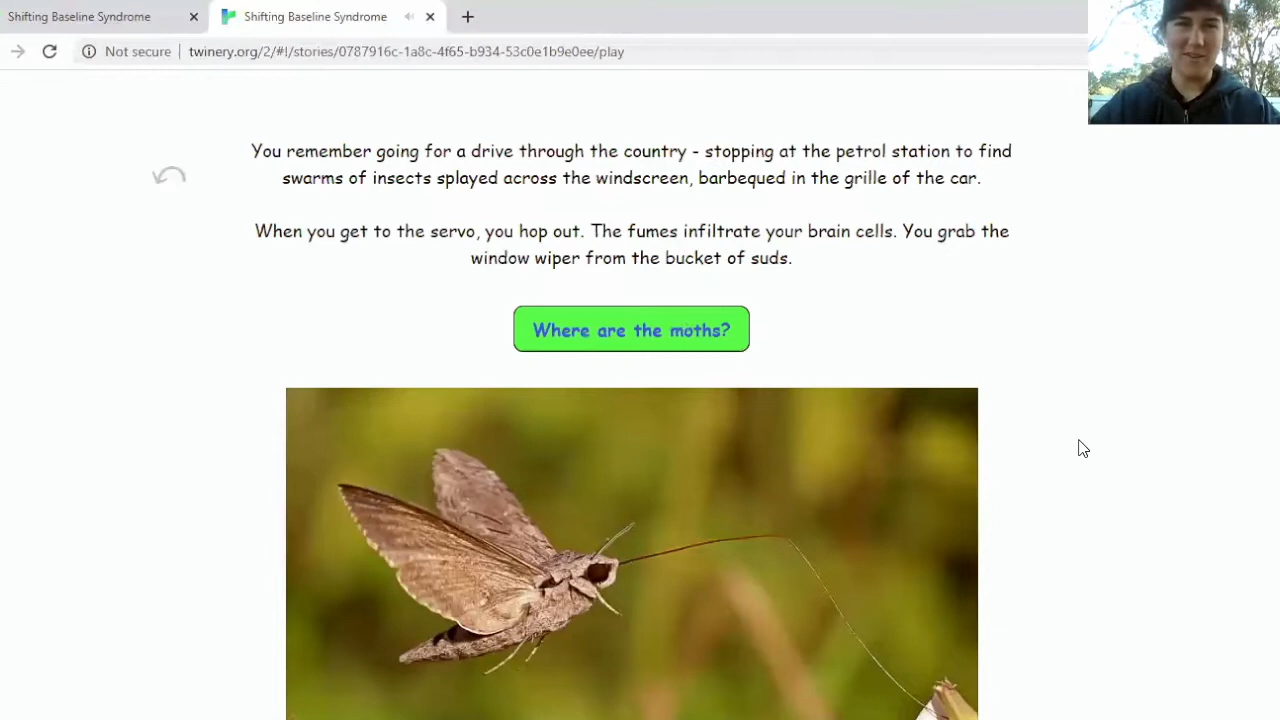 Shifting Baseline Syndrome
Shifting Baseline Syndrome
Not secure
twinery.org/2/#!/stories/0787916c-1a8c-4f65-b934-53c0e1b9e0ee/play
You remember going for a drive through the country - stopping at the petrol station to find
swarms of insects splayed across the windscreen, barbequed in the grille of the car.
When you get to the servo, you hop out. The fumes infiltrate your brain cells. You grab the
window wiper from the bucket of suds.
Where are the moths?